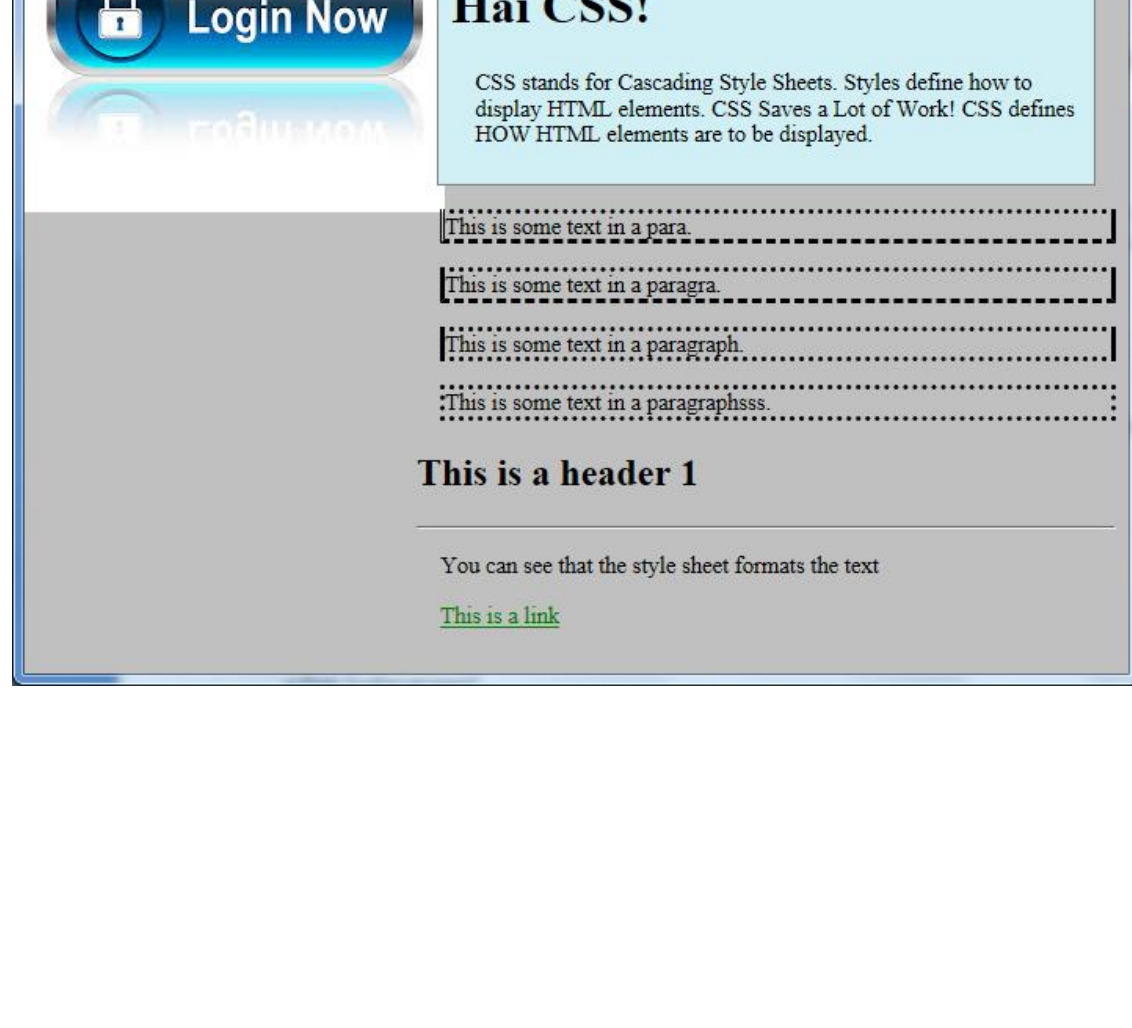 Login Now
Hai CSS!
CSS stands for Cascading Style Sheets. Styles define how to
display HTML elements. CSS Saves a Lot of Work! CSS defines
HOW HTML elements are to be displayed.
This is some text in a para.
This is some text in a paragra.
This is some text in a paragraph.
This is some text in a paragraphsss.
This is a header 1
You can see that the style sheet formats the text
This is a link